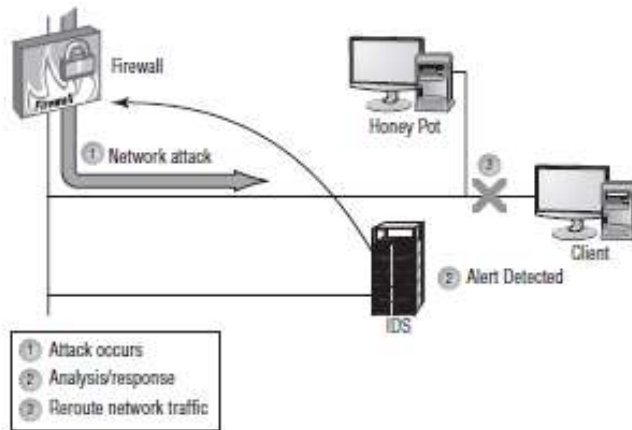 Firewall
Firewall
Honey Pot
① Network attack
③
Client
② Alert Detected
IDS
① Attack occurs
② Analysis/response
③ Reroute network traffic